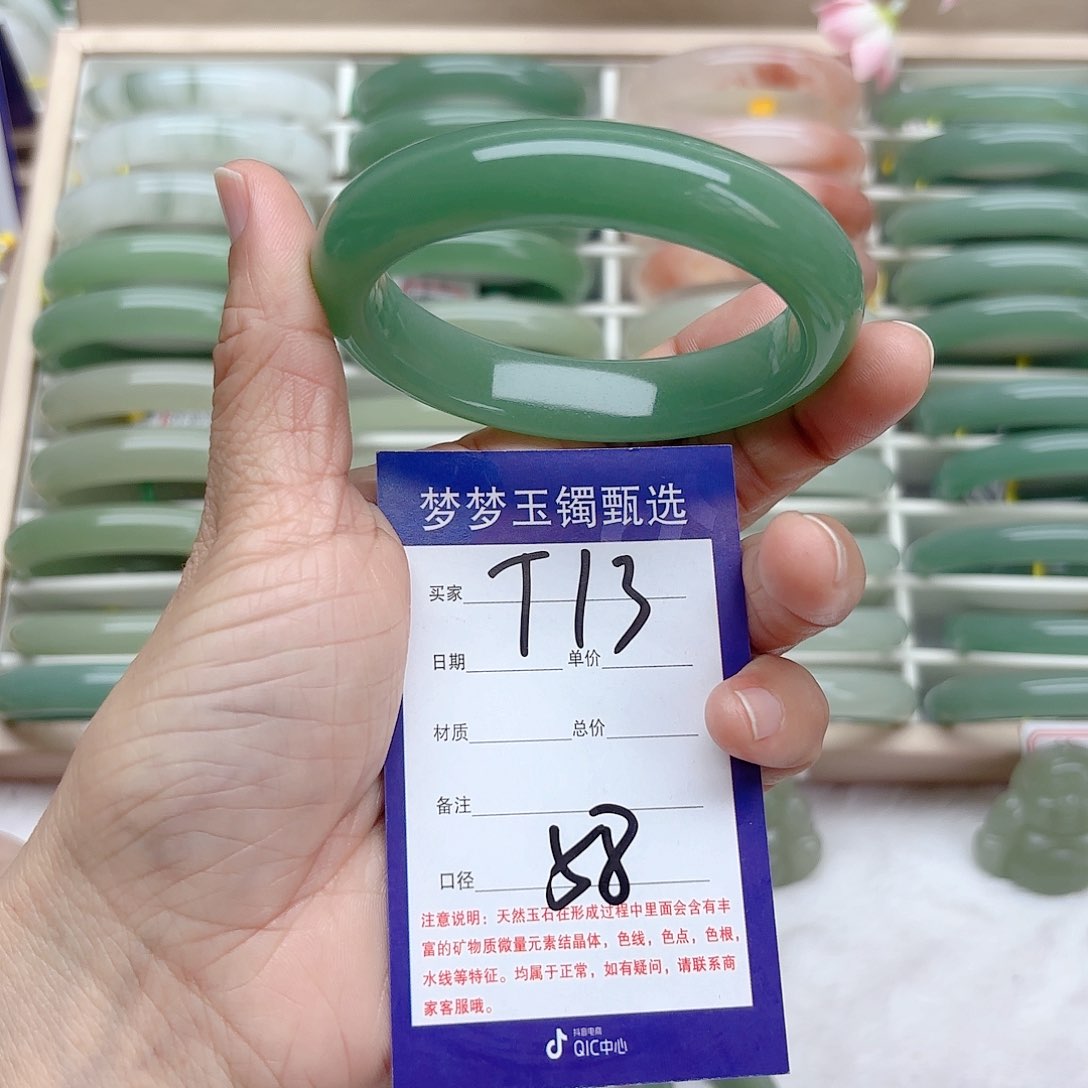 梦梦玉镯甄选
买家 T13
日期 单价
材质 总价
备注
口径 58
注意说明：天然玉石在形成过程中里面会含有丰
富的矿物质微量元素结晶体，色线，色点，色根，
水线等特征。均属于正常，如有疑问，请联系商
家客服哦。
抖音电商
QIC中心